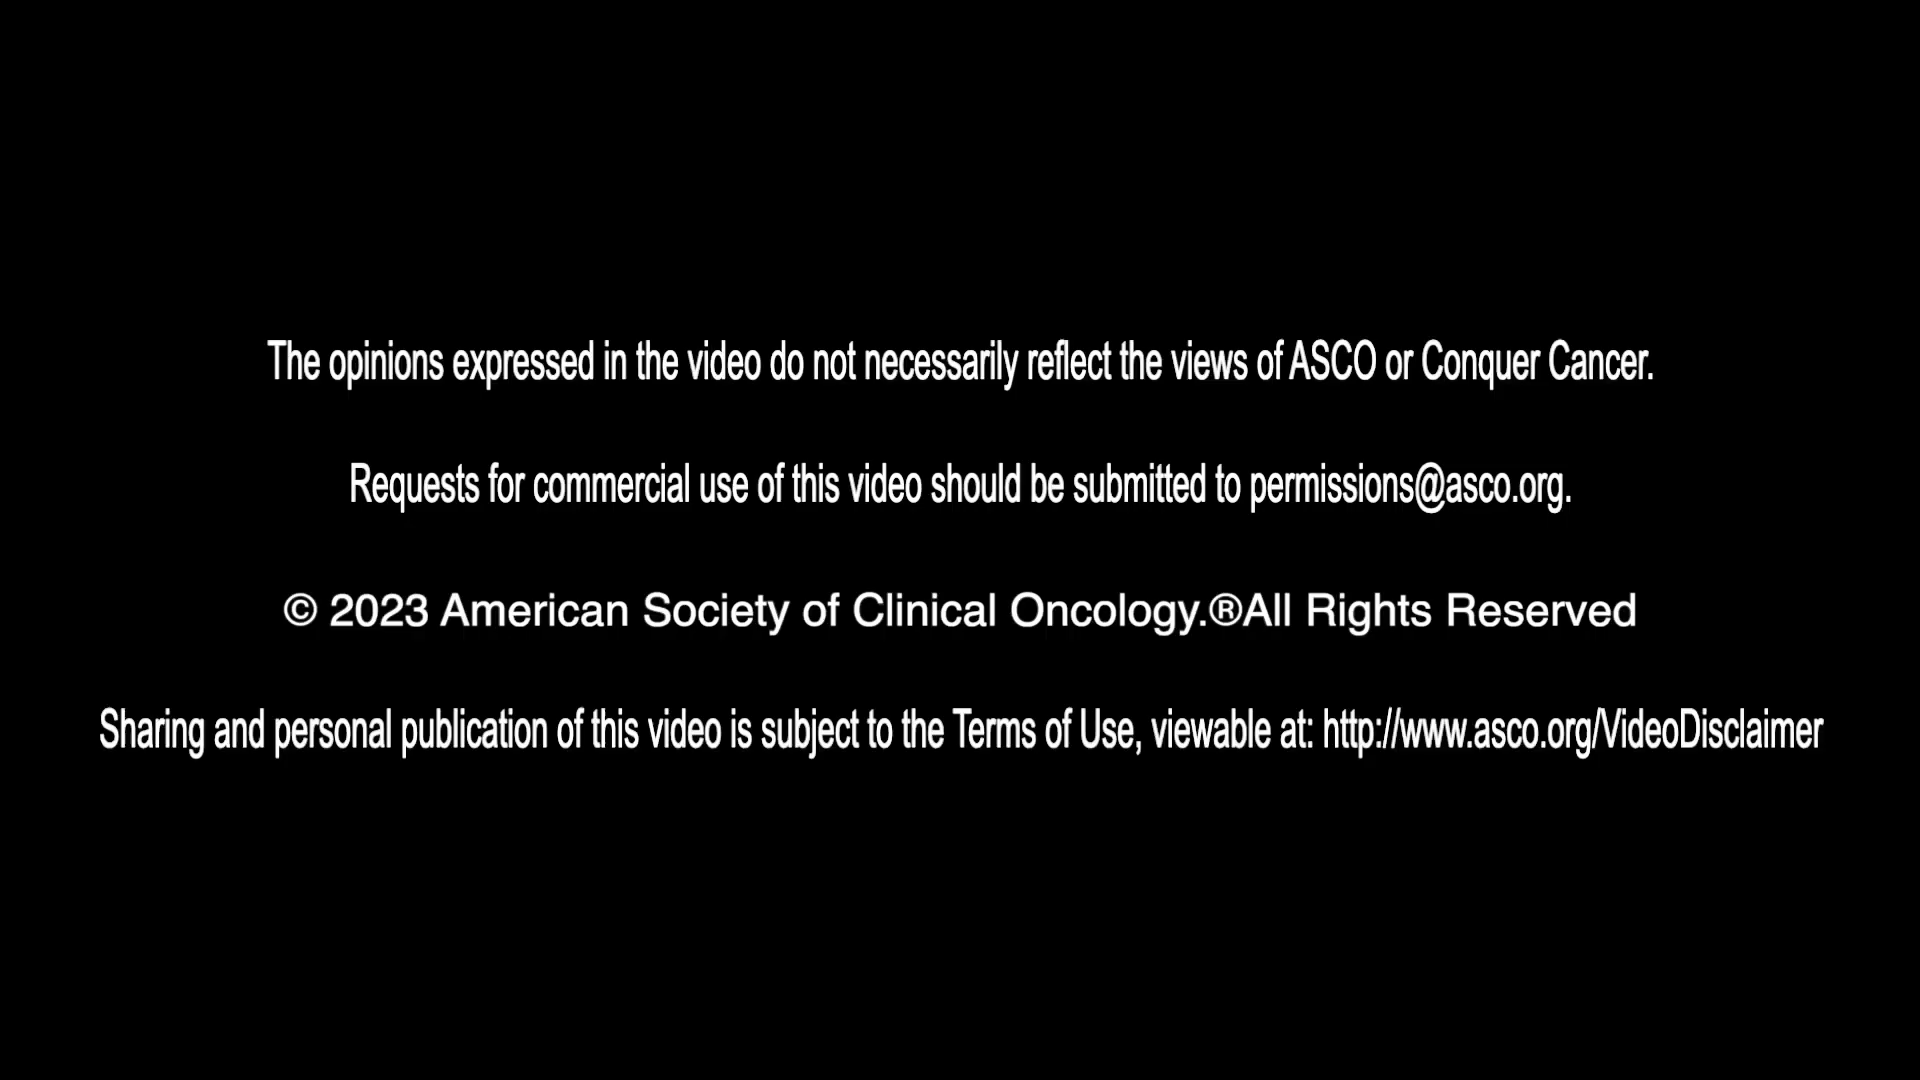 The opinions expressed in the video do not necessarily reflect the views of ASCO or Conquer Cancer.
Requests for commercial use of this video should be submitted to permissions@asco.org.
© 2023 American Society of Clinical Oncology.®All Rights Reserved
Sharing and personal publication of this video is subject to the Terms of Use, viewable at: http://www.asco.org/VideoDisclaimer